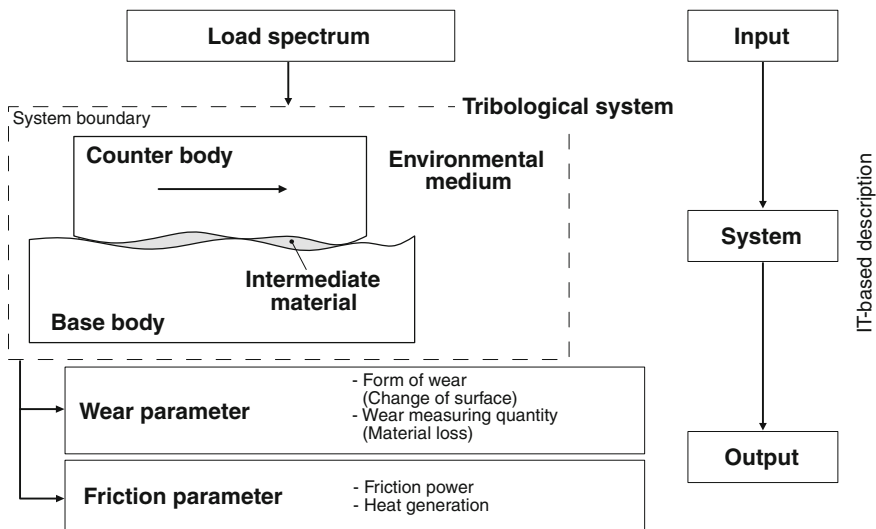 Load spectrum
Input
Tribological system
System boundary
Counter body
Environmental
medium
System
Intermediate
material
Base body
IT-based description
Wear parameter
- Form of wear
(Change of surface)
- Wear measuring quantity
(Material loss)
Output
Friction parameter
- Friction power
- Heat generation